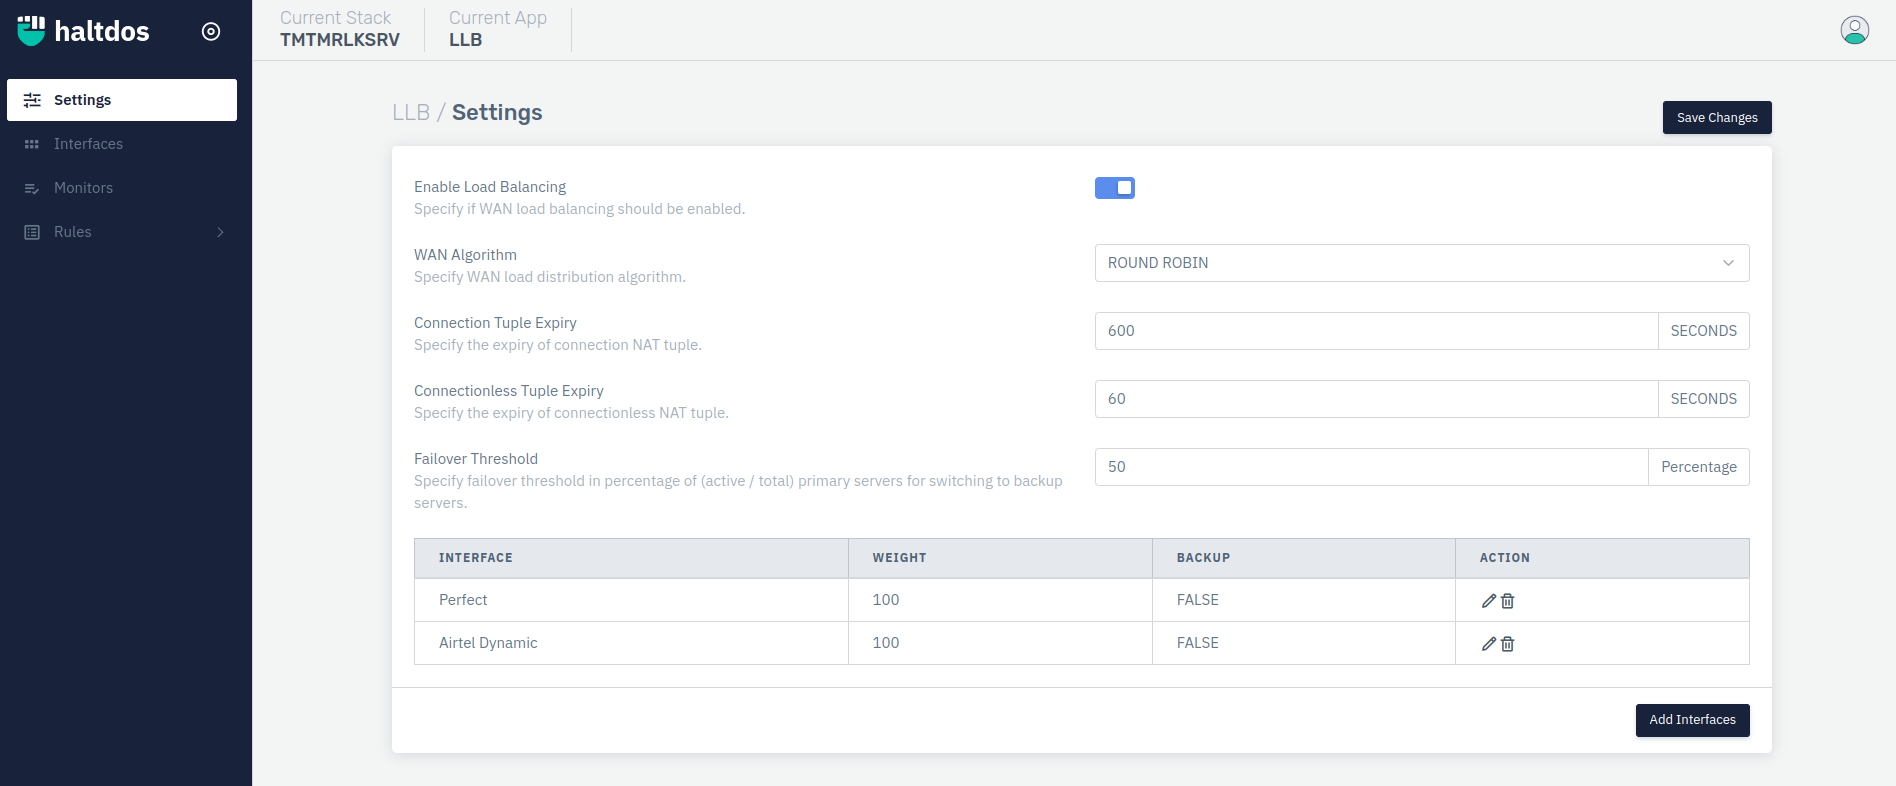 haltdos
Current Stack
TMTMRLKSRV
Current App
LLB
Settings
Interfaces
Monitors
Rules
LLB / Settings
Save Changes
Enable Load Balancing
Specify if WAN load balancing should be enabled.
WAN Algorithm
Specify WAN load distribution algorithm.
ROUND ROBIN
Connection Tuple Expiry
Specify the expiry of connection NAT tuple.
600 SECONDS
Connectionless Tuple Expiry
Specify the expiry of connectionless NAT tuple.
60 SECONDS
Failover Threshold
Specify failover threshold in percentage of (active / total) primary servers for switching to backup
servers.
50 Percentage
INTERFACE WEIGHT BACKUP ACTION
Perfect 100 FALSE
Airtel Dynamic 100 FALSE
Add Interfaces